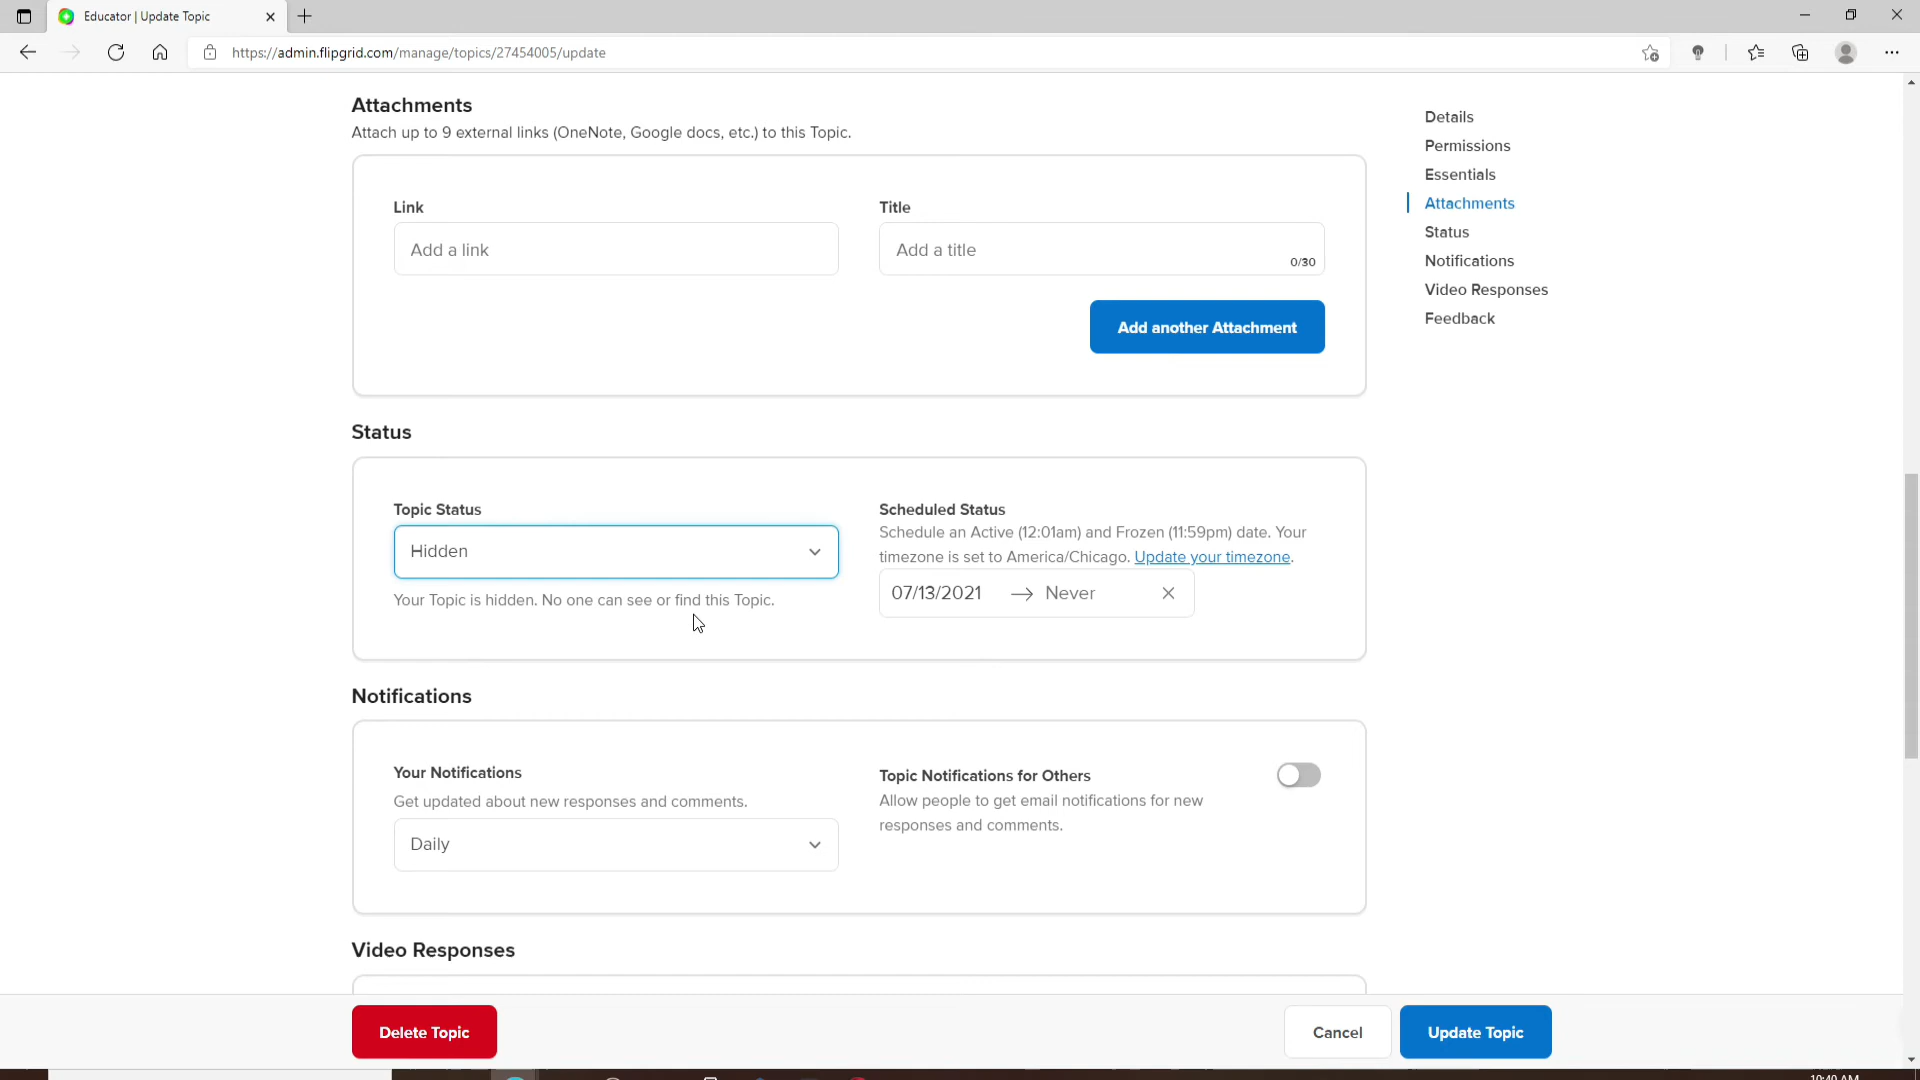 Educator | Update Topic
https://admin.flipgrid.com/manage/topics/27454005/update
Attachments
Attach up to 9 external links (OneNote, Google docs, etc.) to this Topic.
Link
Title
Add a link
Add a title
0/30
Add another Attachment
Details
Permissions
Essentials
Attachments
Status
Notifications
Video Responses
Feedback
Status
Topic Status
Hidden
Your Topic is hidden. No one can see or find this Topic.
Scheduled Status
Schedule an Active (12:01am) and Frozen (11:59pm) date. Your
timezone is set to America/Chicago. Update your timezone.
07/13/2021 → Never
Notifications
Your Notifications
Get updated about new responses and comments.
Daily
Topic Notifications for Others
Allow people to get email notifications for new
responses and comments.
Video Responses
Delete Topic
Cancel
Update Topic
10:40 AM